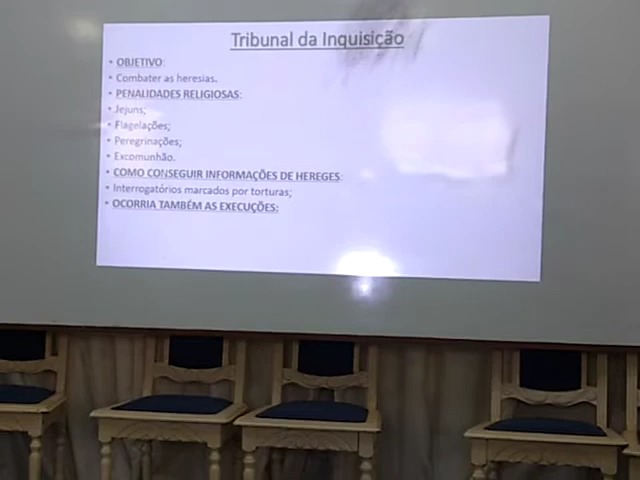 Tribunal da Inquisição
• OBJETIVO:
• Combater as heresias.
• PENALIDADES RELIGIOSAS:
• Jejuns;
• Flagelações;
• Peregrinações;
• Excomunhão.
• COMO CONSEGUIR INFORMAÇÕES DE HEREGES:
• Interrogatórios marcados por torturas;
• OCORRIA TAMBÉM AS EXECUÇÕES: